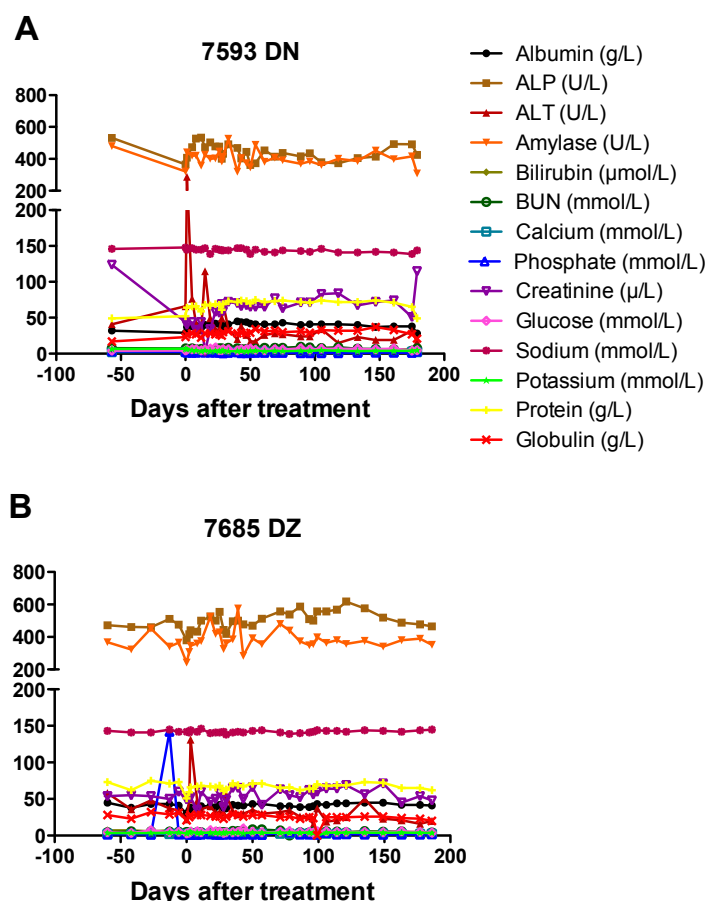 A
7593 DN
800
600
400
200
200
150
100
50
0
-100 -50 0 50 100 150 200
Days after treatment
Albumin (g/L)
ALP (U/L)
ALT (U/L)
Amylase (U/L)
Bilirubin (µmol/L)
BUN (mmol/L)
Calcium (mmol/L)
Phosphate (mmol/L)
Creatinine (µ/L)
Glucose (mmol/L)
Sodium (mmol/L)
Potassium (mmol/L)
Protein (g/L)
Globulin (g/L)
B
7685 DZ
800
600
400
200
200
150
100
50
0
-100 -50 0 50 100 150 200
Days after treatment